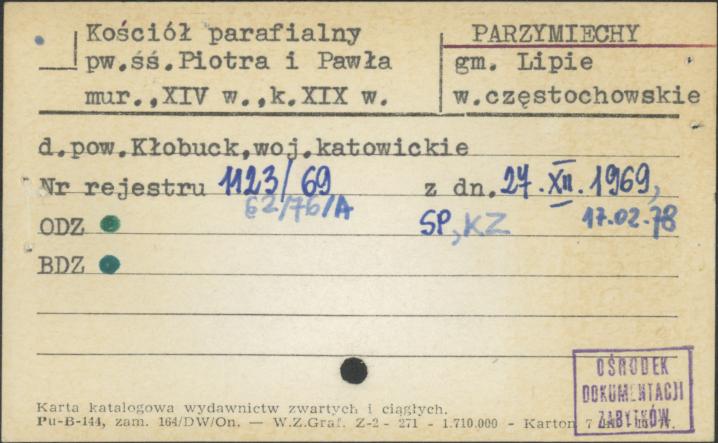 Kościół parafialny
pw.śś.Piotra i Pawła
mur.,XIV w.,k.XIX w.
PARZYMIECHY
gm. Lipie
w.częstochowskie
d.pow.Kłobuck,woj.katowickie
Nr rejestru 1123/69 z dn. 27.XII.1969,
62/76/A 17.02.78
ODZ SP, KZ
BDZ
OŚRODEK
DOKUMENTACJI
ZABYTKÓW
Karta katalogowa wydawnictw zwartych i ciągłych.
Pu-B-144, zam. 164/DW/On. — W.Z.Graf. Z-2 - 271 - 1.710.000 - Karton 7